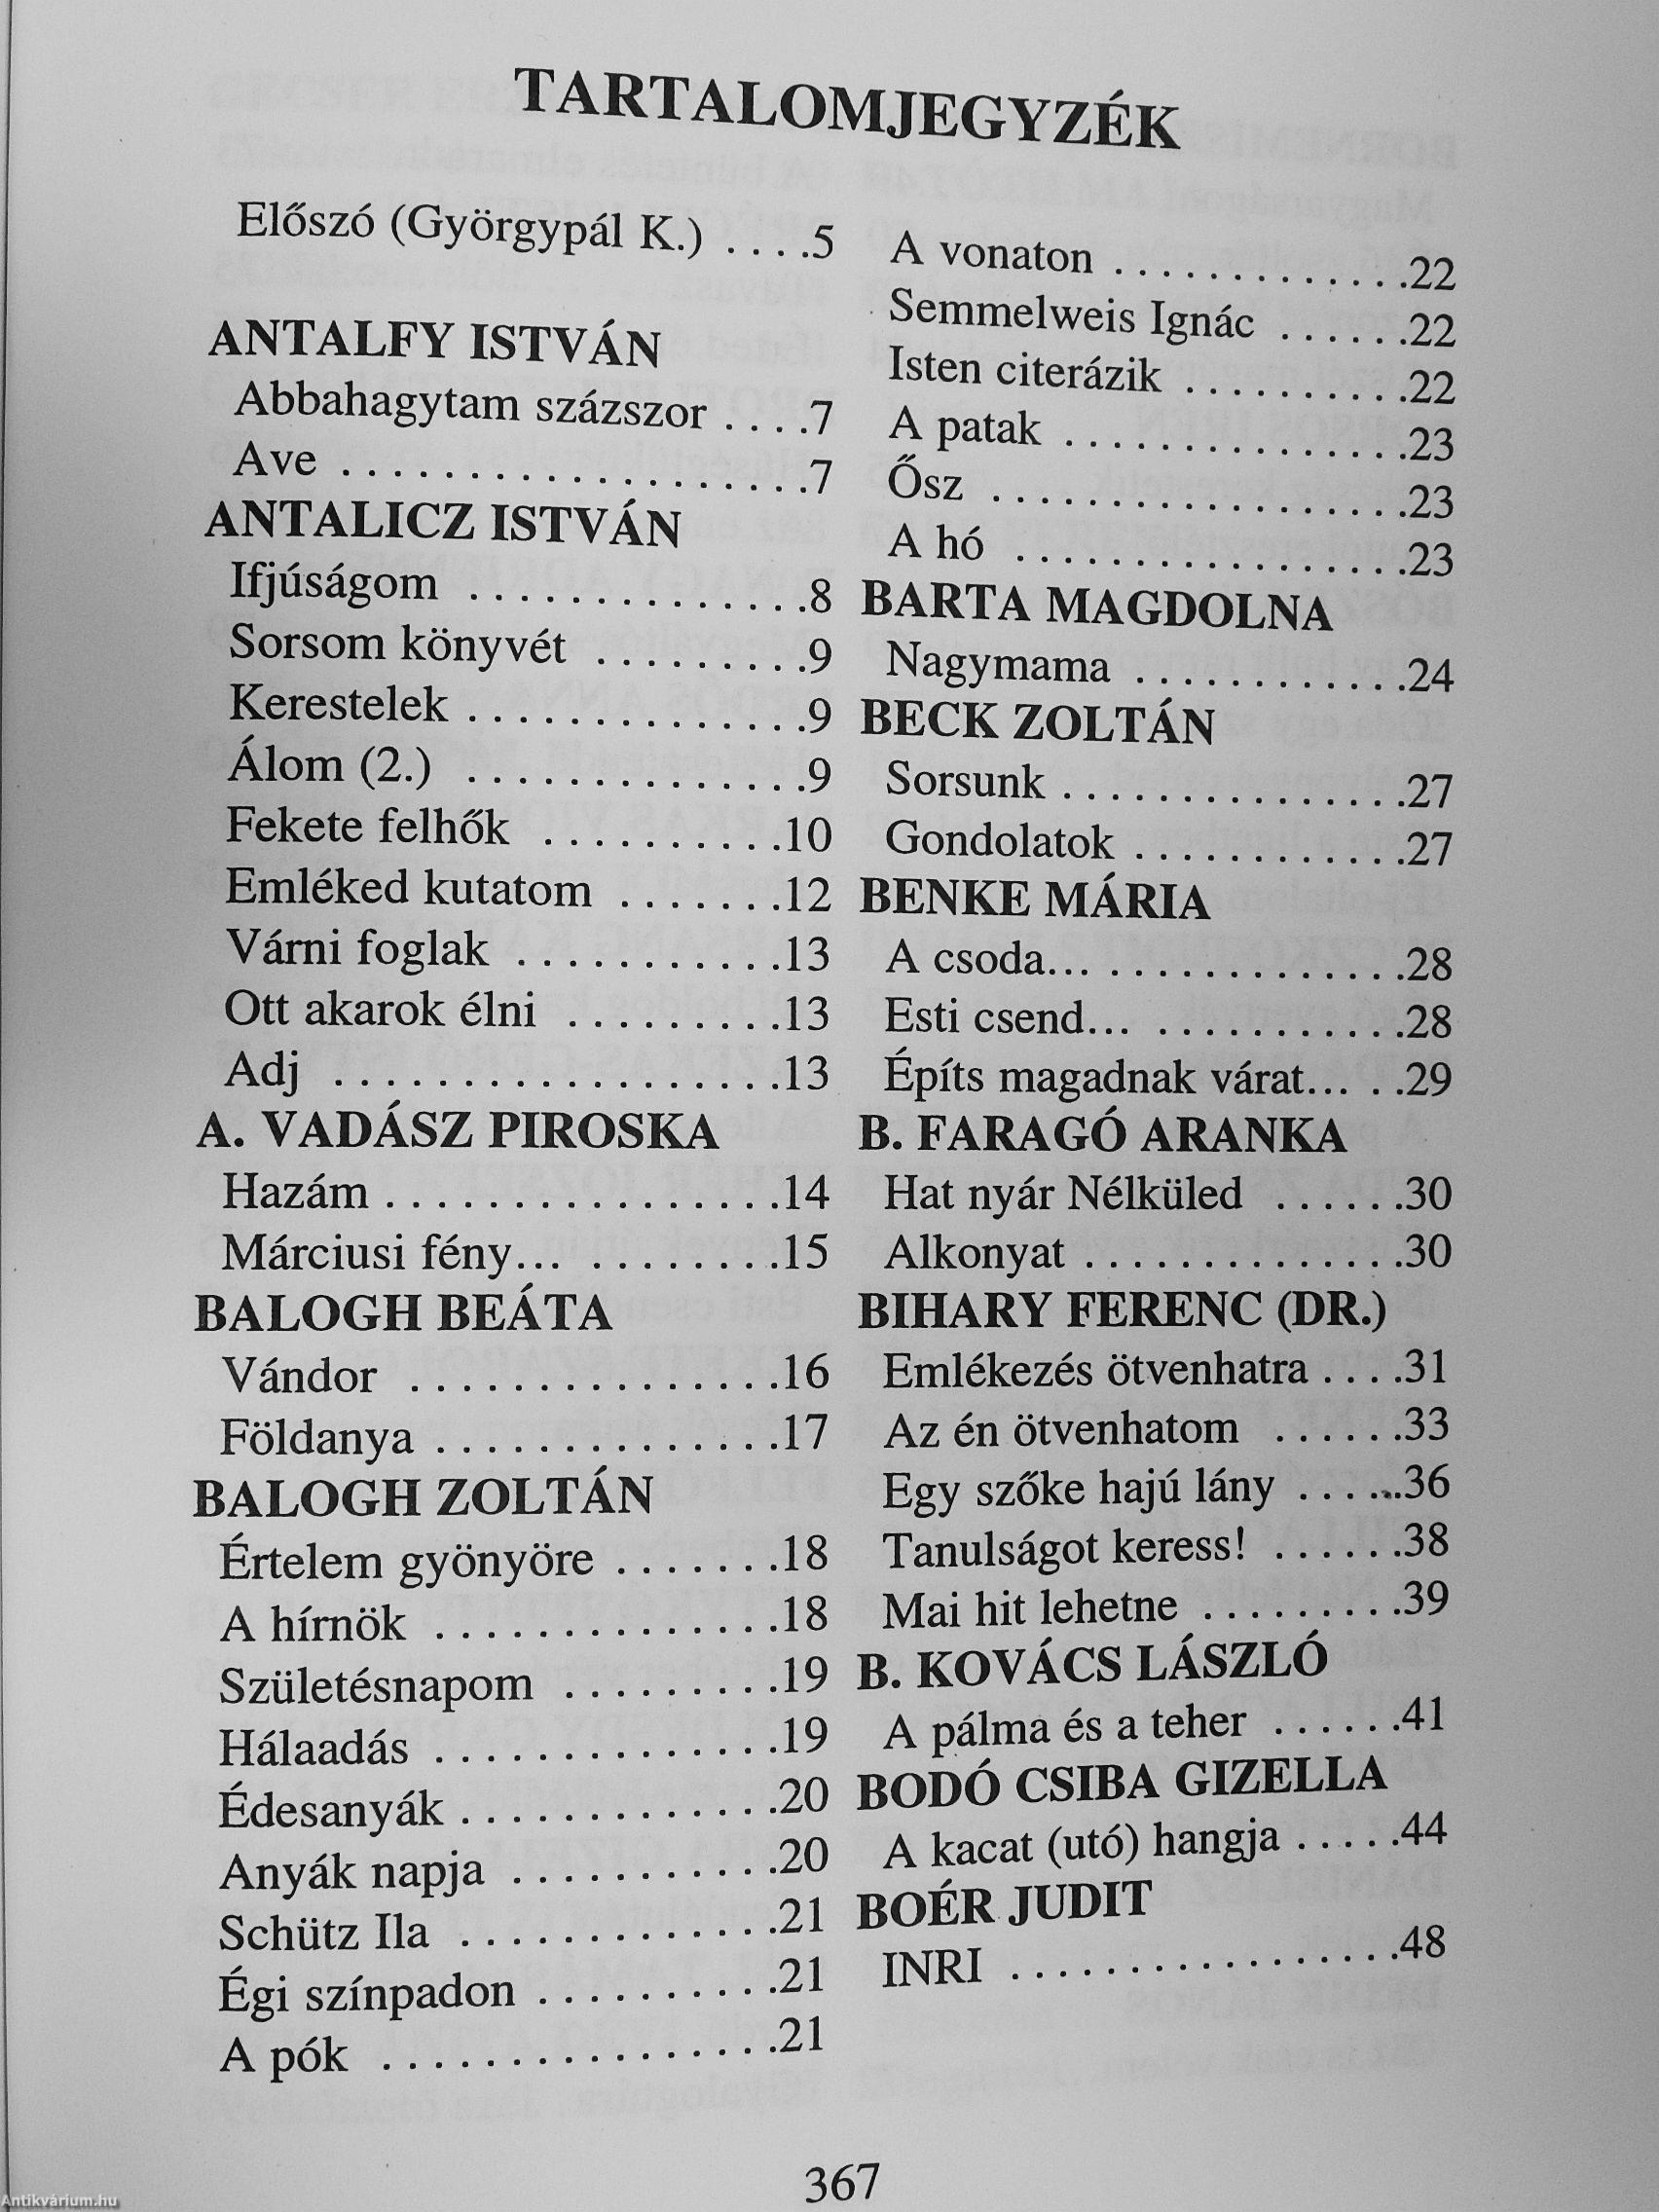 TARTALOMJEGYZÉK
Előszó (Györgypál K.) . . . .5
ANTALFY ISTVÁN
Abbahagytam százszor . . . .7
Ave . . . . . . . . . . . . . . . . . . .7
ANTALICZ ISTVÁN
Ifjúságom . . . . . . . . . . . . . .8
Sorsom könyvét . . . . . . . . .9
Kerestelek . . . . . . . . . . . . . .9
Álom (2.) . . . . . . . . . . . . . .9
Fekete felhők . . . . . . . . . .10
Emléked kutatom . . . . . . .12
Várni foglak . . . . . . . . . . .13
Ott akarok élni . . . . . . . . .13
Adj . . . . . . . . . . . . . . . . . .13
A. VADÁSZ PIROSKA
Hazám . . . . . . . . . . . . . . . .14
Márciusi fény... . . . . . . . .15
BALOGH BEÁTA
Vándor . . . . . . . . . . . . . . .16
Földanya . . . . . . . . . . . . . .17
BALOGH ZOLTÁN
Értelem gyönyöre . . . . . . .18
A hírnök . . . . . . . . . . . . . .18
Születésnapom . . . . . . . . .19
Hálaadás . . . . . . . . . . . . . .19
Édesanyák . . . . . . . . . . . . .20
Anyák napja . . . . . . . . . . .20
Schütz Ila . . . . . . . . . . . . .21
Égi színpadon . . . . . . . . . .21
A pók . . . . . . . . . . . . . . . .21
A vonaton . . . . . . . . . . . . .22
Semmelweis Ignác . . . . . .22
Isten citerázik . . . . . . . . . .22
A patak . . . . . . . . . . . . . . .23
Ősz . . . . . . . . . . . . . . . . . .23
A hó . . . . . . . . . . . . . . . . .23
BARTA MAGDOLNA
Nagymama . . . . . . . . . . . .24
BECK ZOLTÁN
Sorsunk . . . . . . . . . . . . . . .27
Gondolatok . . . . . . . . . . . .27
BENKE MÁRIA
A csoda... . . . . . . . . . . . . .28
Esti csend... . . . . . . . . . . .28
Építs magadnak várat... . .29
B. FARAGÓ ARANKA
Hat nyár Nélküled . . . . . .30
Alkonyat . . . . . . . . . . . . . .30
BIHARY FERENC (DR.)
Emlékezés ötvenhatra . . . .31
Az én ötvenhatom . . . . . .33
Egy szőke hajú lány . . . . . .36
Tanulságot keress! . . . . . .38
Mai hit lehetne . . . . . . . . .39
B. KOVÁCS LÁSZLÓ
A pálma és a teher . . . . . .41
BODÓ CSIBA GIZELLA
A kacat (utó) hangja . . . . .44
BOÉR JUDIT
INRI . . . . . . . . . . . . . . . . .48
367
Antikvárium.hu